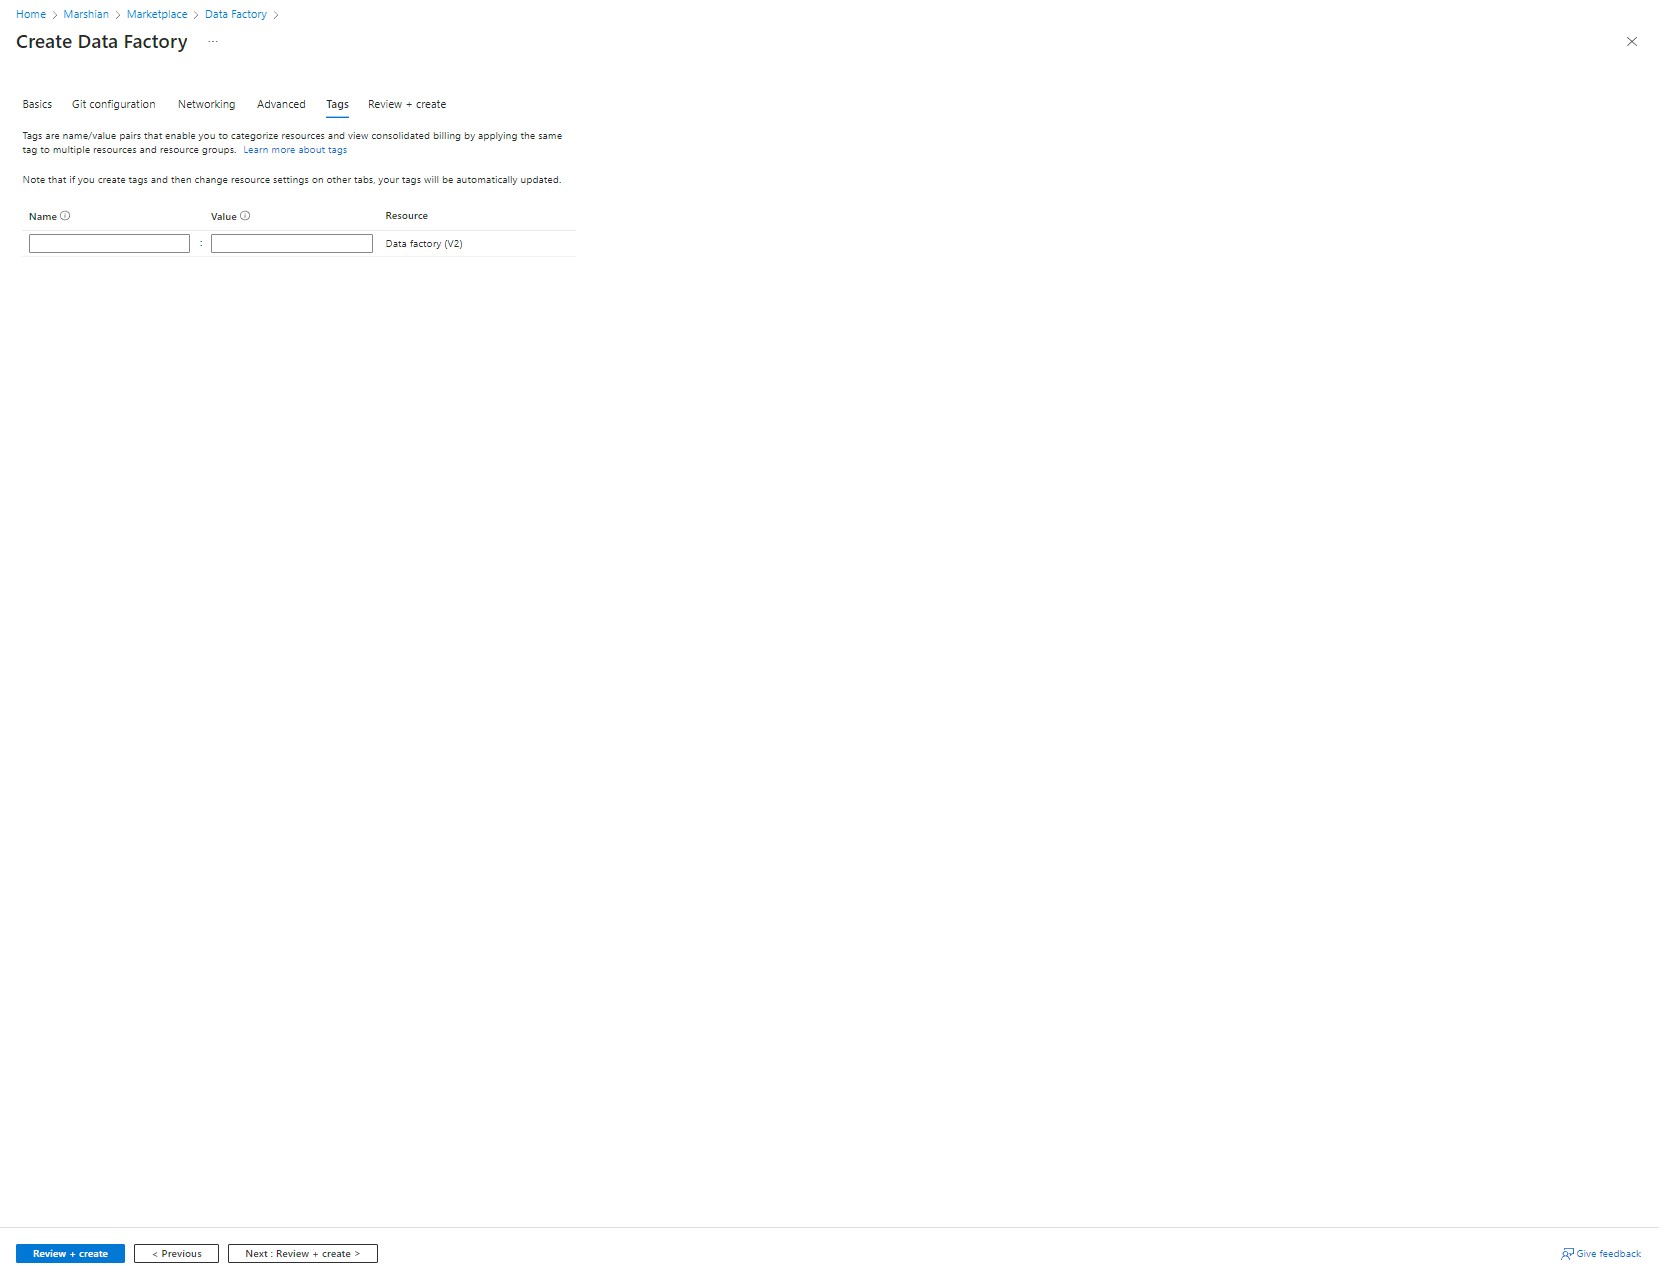 Home > Marshian > Marketplace > Data Factory >
Create Data Factory ...
Basics Git configuration Networking Advanced Tags Review + create
Tags are name/value pairs that enable you to categorize resources and view consolidated billing by applying the same
tag to multiple resources and resource groups. Learn more about tags
Note that if you create tags and then change resource settings on other tabs, your tags will be automatically updated.
Name Value Resource
: Data factory (V2)
Review + create < Previous Next : Review + create > Give feedback